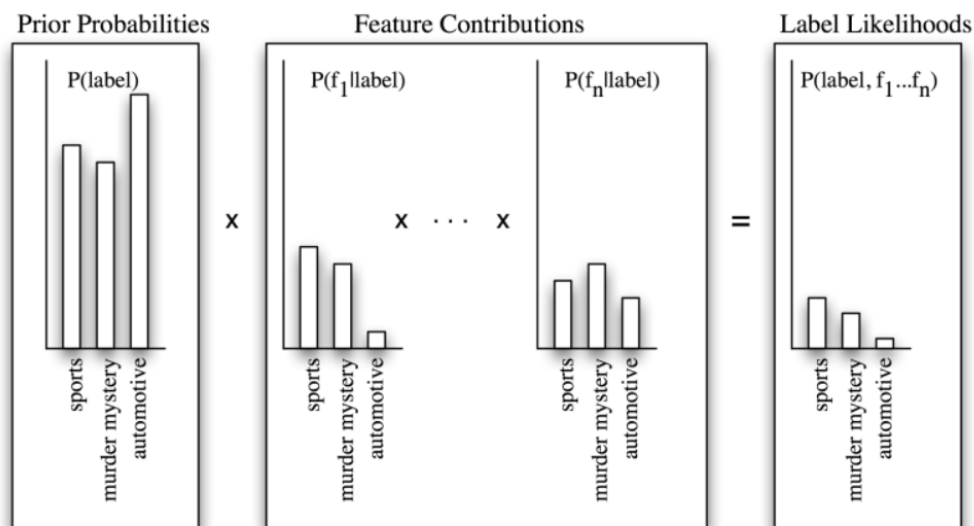 Prior Probabilities
Feature Contributions
Label Likelihoods
P(label)
P(f1|label)
P(fn|label)
P(label, f1...fn)
x
x ... x
=
sports
murder mystery
automotive
sports
murder mystery
automotive
sports
murder mystery
automotive
sports
murder mystery
automotive